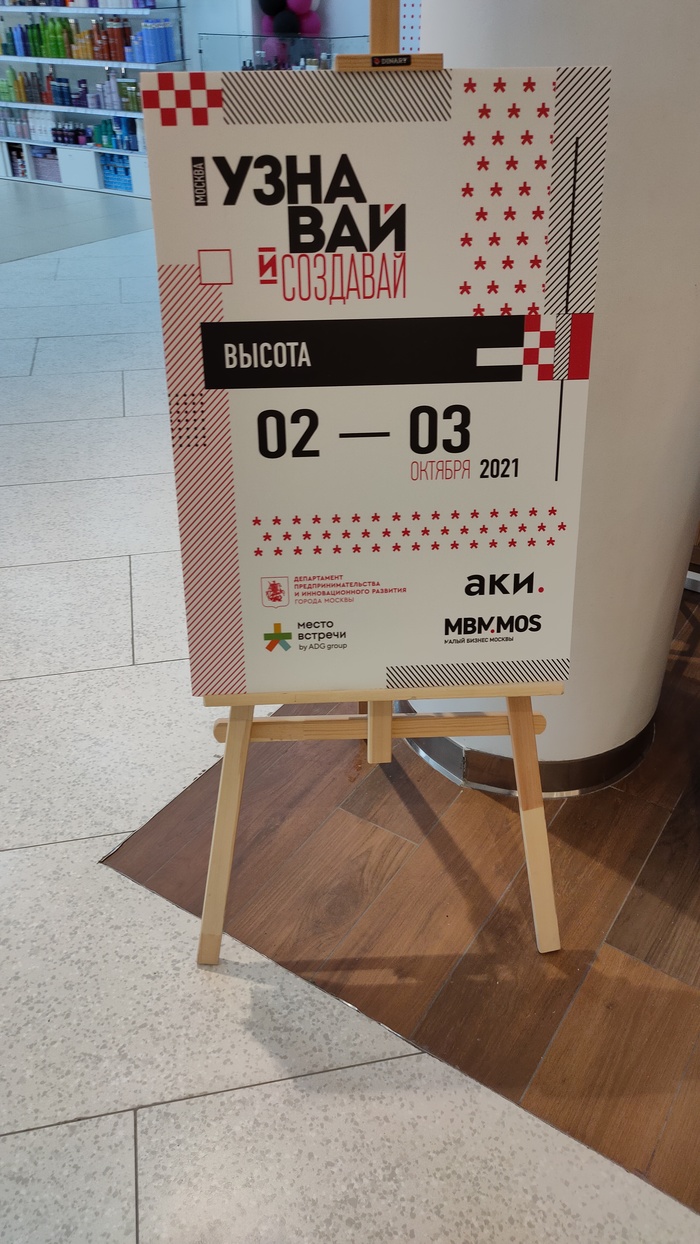 DINARY
МОСКВА
УЗНА
ВАЙ
И СОЗДАВАЙ
ВЫСОТА
02 — 03
ОКТЯБРЯ 2021
ДЕПАРТАМЕНТ
ПРЕДПРИНИМАТЕЛЬСТВА
И ИННОВАЦИОННОГО РАЗВИТИЯ
ГОРОДА МОСКВЫ
аки.
место
встречи
by ADG group
MBM.MOS
МАЛЫЙ БИЗНЕС МОСКВЫ